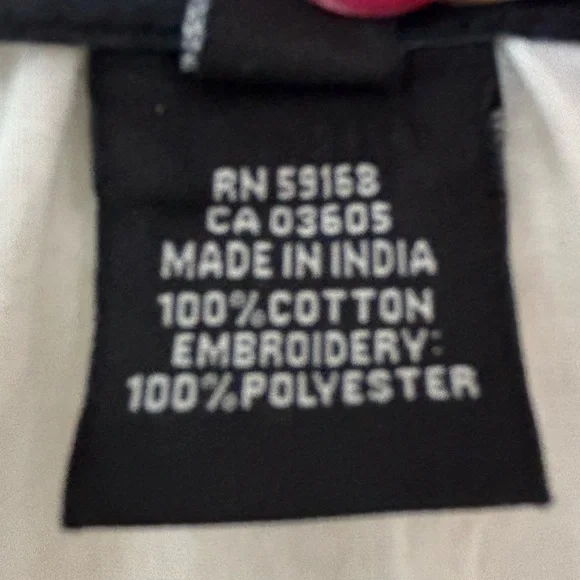 RN 59168
CA 03605
MADE IN INDIA
100%COTTON
EMBROIDERY:
100%POLYESTER